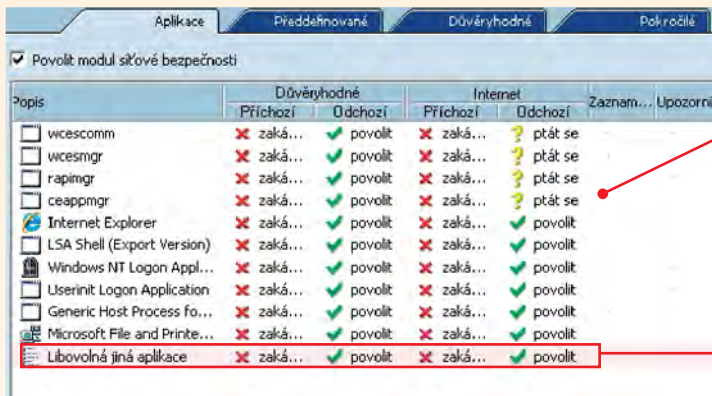 Aplikace Předdefinované Důvěryhodné Pokročilé
Povolit modul síťové bezpečnosti
Popis Důvěryhodné Internet Zaznam... Upozorni
Příchozí Odchozí Příchozí Odchozí
wcescomm zaká... povolit zaká... ptát se
wcesmgr zaká... povolit zaká... ptát se
rapimgr zaká... povolit zaká... ptát se
ceappmgr zaká... povolit zaká... ptát se
Internet Explorer zaká... povolit zaká... povolit
LSA Shell (Export Version) zaká... povolit zaká... povolit
Windows NT Logon Appl... zaká... povolit zaká... povolit
Userinit Logon Application zaká... povolit zaká... povolit
Generic Host Process fo... zaká... povolit zaká... povolit
Microsoft File and Printe... zaká... povolit zaká... povolit
Libovolná jiná aplikace zaká... povolit zaká... povolit